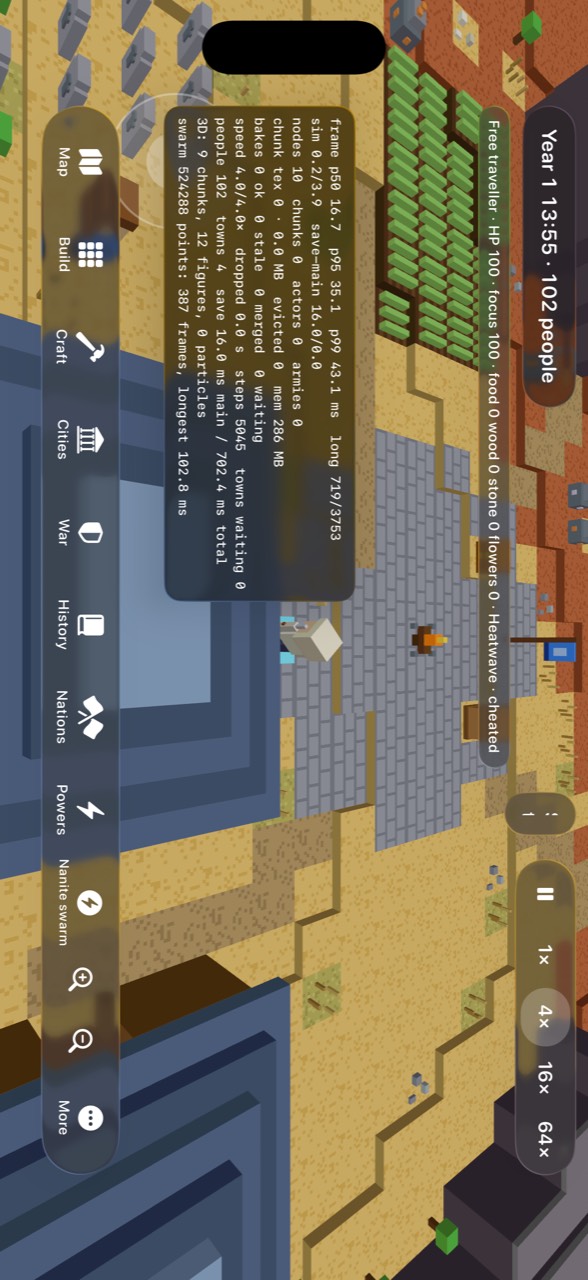 Year 1 13:55 · 102 people
1×
4×
16×
64×
Free traveller · HP 100 · focus 100 · food 0 wood 0 stone 0 flowers 0 · Heatwave · cheated
frame p50 16.7 p95 35.1 p99 43.1 ms long 719/3753
sim 0.2/3.9 save-main 16.0/0.0
nodes 10 chunks 0 actors 0 armies 0
chunk tex 0 · 0.0 MB evicted 0 mem 286 MB
bakes 0 ok 0 stale 0 merged 0 waiting
speed 4.0/4.0× dropped 0.0 s steps 5045 towns waiting 0
people 102 towns 4 save 16.0 ms main / 702.4 ms total
3D: 9 chunks, 12 figures, 0 particles
swarm 524288 points: 387 frames, longest 102.8 ms
Map
Build
Craft
Cities
War
History
Nations
Powers
Nanite swarm
More